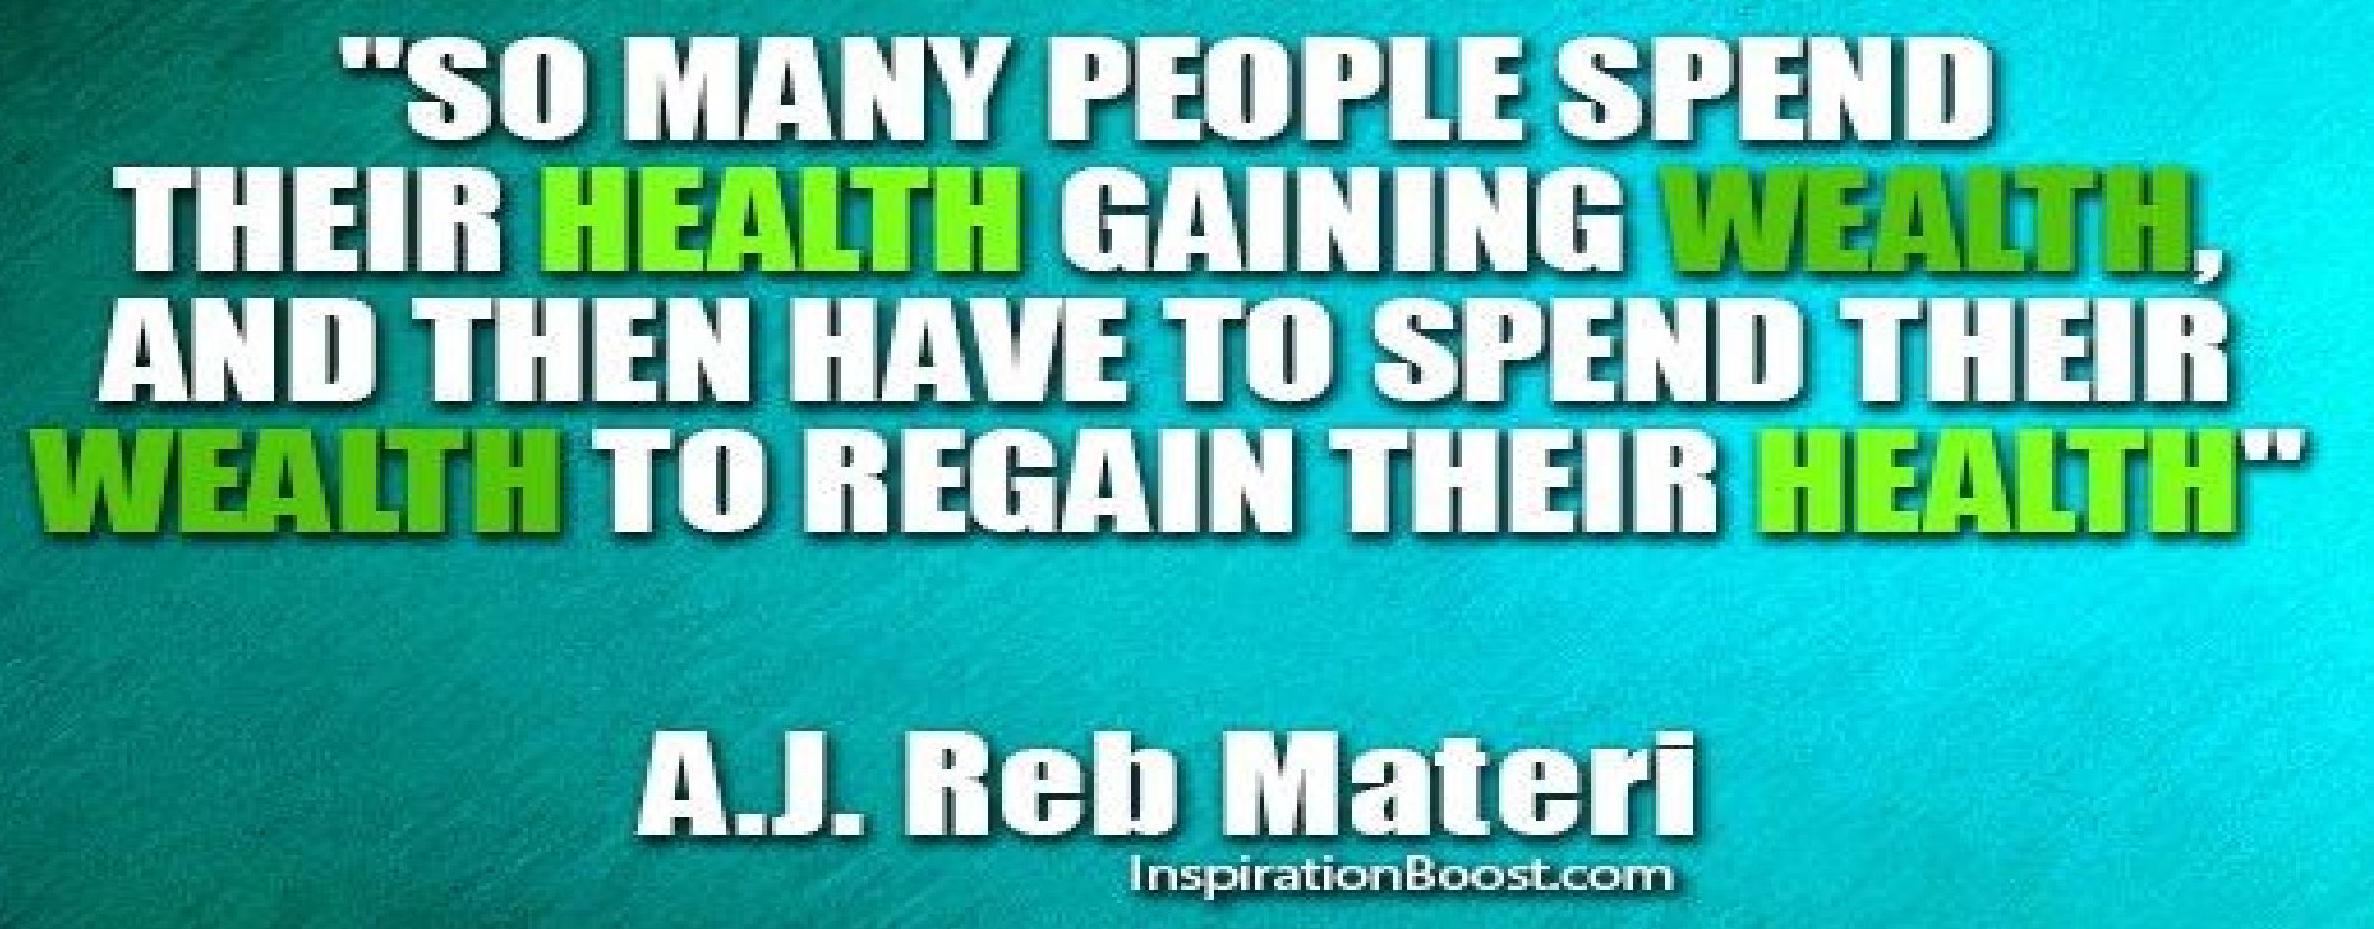 "SO MANY PEOPLE SPEND
THEIR HEALTH GAINING WEALTH,
AND THEN HAVE TO SPEND THEIR
WEALTH TO REGAIN THEIR HEALTH"
A.J. Reb Materi
InspirationBoost.com